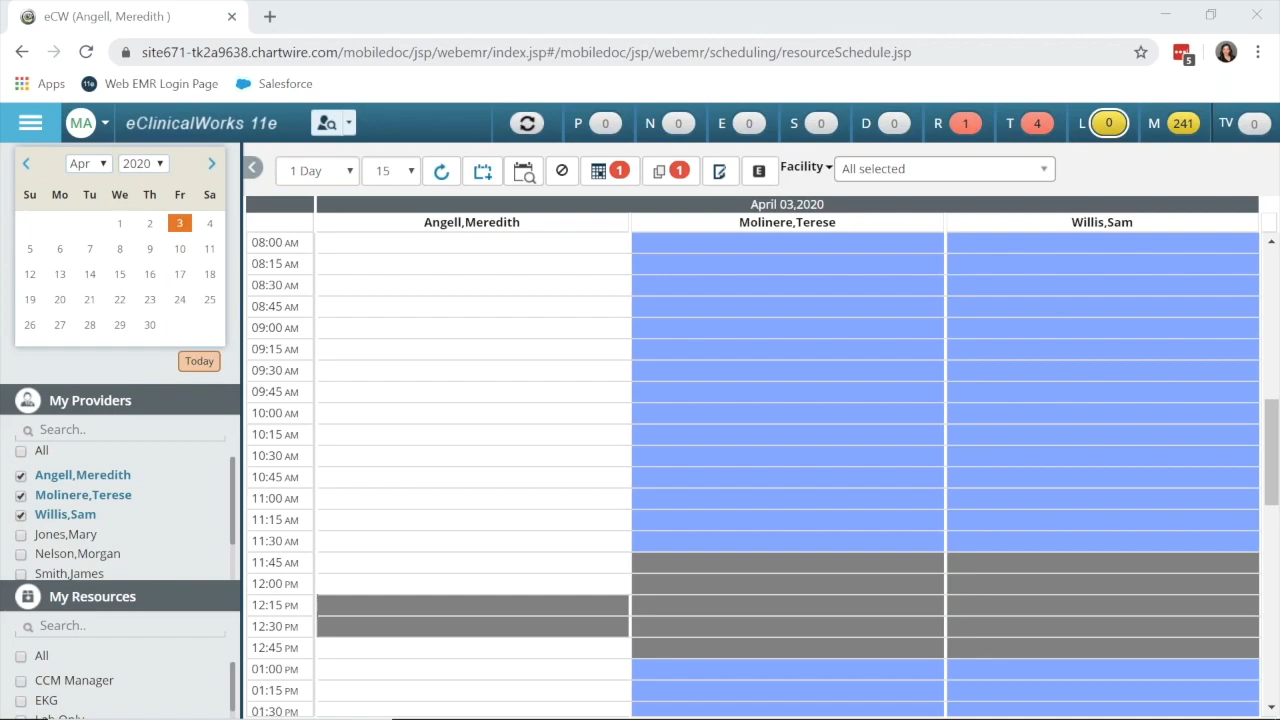 eCW (Angell, Meredith )
site671-tk2a9638.chartwire.com/mobiledoc/jsp/webemr/index.jsp#/mobiledoc/jsp/webemr/scheduling/resourceSchedule.jsp
5
Apps 11e Web EMR Login Page Salesforce
MA eClinicalWorks 11e P 0 N 0 E 0 S 0 D 0 R 1 T 4 L 0 M 241 TV 0
Apr 2020
Su Mo Tu We Th Fr Sa
1 2 3 4
5 6 7 8 9 10 11
12 13 14 15 16 17 18
19 20 21 22 23 24 25
26 27 28 29 30
Today
My Providers
Search..
All
Angell,Meredith
Molinere,Terese
Willis,Sam
Jones,Mary
Nelson,Morgan
Smith,James
My Resources
Search..
All
CCM Manager
EKG
Lab Only
1 Day 15 1 1 E Facility All selected
April 03,2020
Angell,Meredith Molinere,Terese Willis,Sam
08:00 AM
08:15 AM
08:30 AM
08:45 AM
09:00 AM
09:15 AM
09:30 AM
09:45 AM
10:00 AM
10:15 AM
10:30 AM
10:45 AM
11:00 AM
11:15 AM
11:30 AM
11:45 AM
12:00 PM
12:15 PM
12:30 PM
12:45 PM
01:00 PM
01:15 PM
01:30 PM